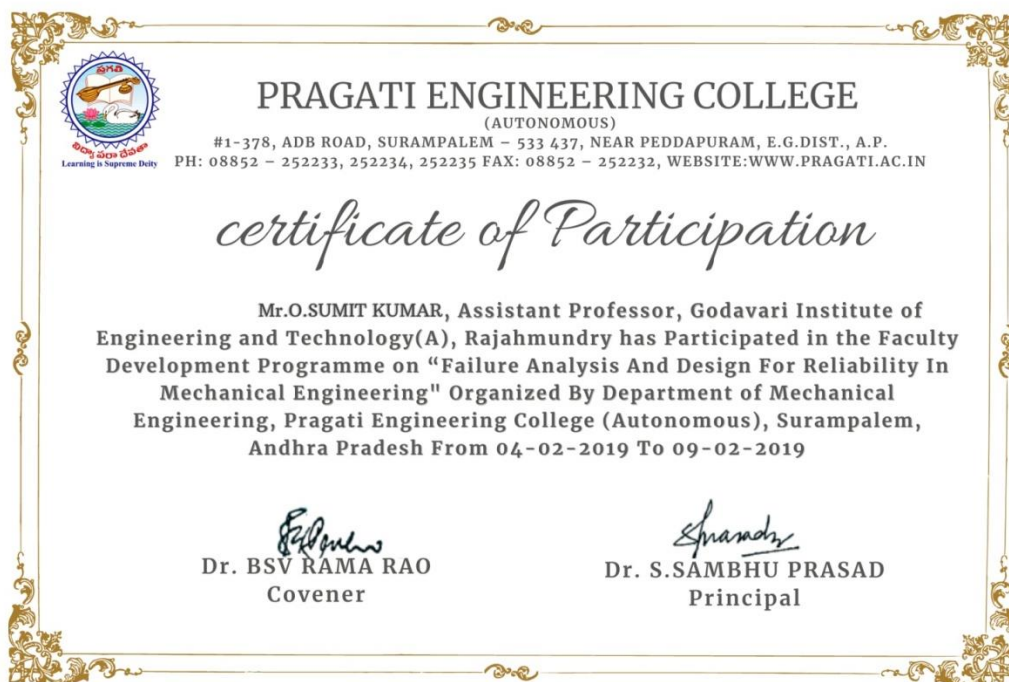 ప్రగతి
విద్య పరా దేవతా
Learning is Supreme Deity
PRAGATI ENGINEERING COLLEGE
(AUTONOMOUS)
#1-378, ADB ROAD, SURAMPALEM – 533 437, NEAR PEDDAPURAM, E.G.DIST., A.P.
PH: 08852 – 252233, 252234, 252235 FAX: 08852 – 252232, WEBSITE:WWW.PRAGATI.AC.IN
certificate of Participation
Mr.O.SUMIT KUMAR, Assistant Professor, Godavari Institute of
Engineering and Technology(A), Rajahmundry has Participated in the Faculty
Development Programme on “Failure Analysis And Design For Reliability In
Mechanical Engineering" Organized By Department of Mechanical
Engineering, Pragati Engineering College (Autonomous), Surampalem,
Andhra Pradesh From 04-02-2019 To 09-02-2019
Dr. BSV RAMA RAO
Covener
Dr. S.SAMBHU PRASAD
Principal